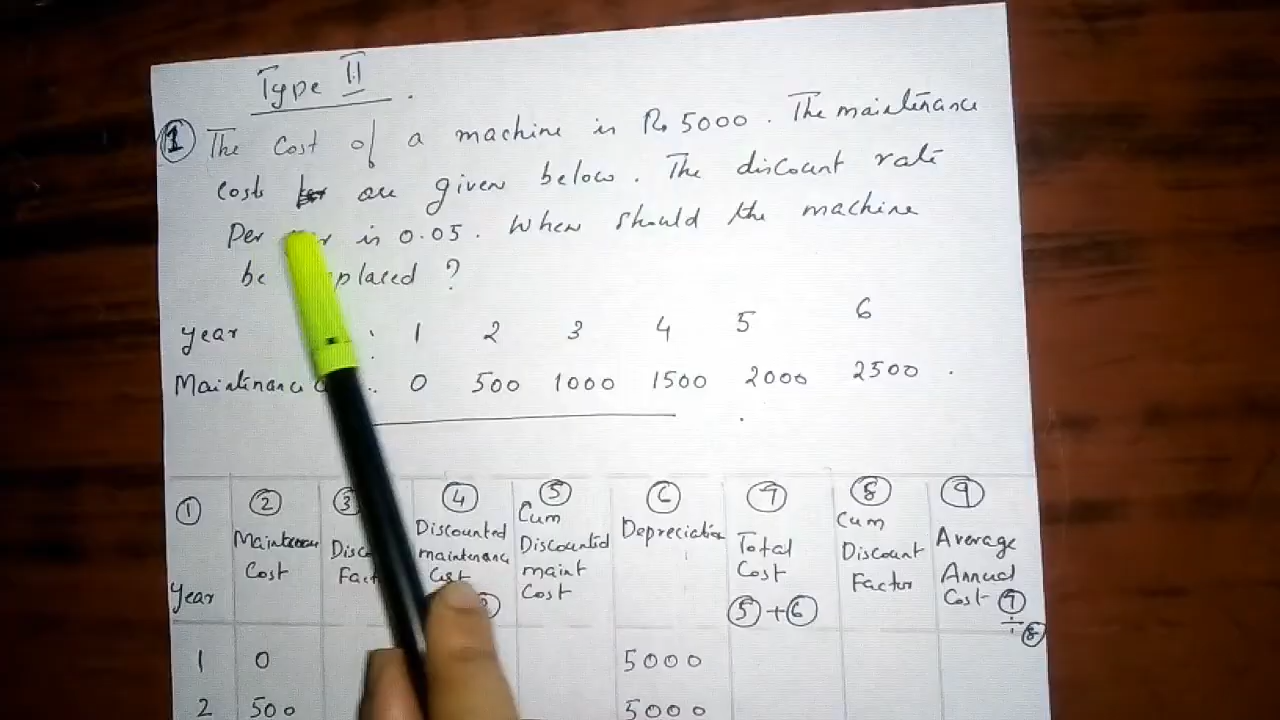 Type II .
① The Cost of a machine is Rs 5000 . The maintenance
costs are given below . The discount rate
Per is 0.05 . When should the machine
be ?
year : 1 2 3 4 5 6
Maintenance : 0 500 1000 1500 2000 2500 .
① ② ③ ④ ⑤ ⑥ ⑦ ⑧ ⑨
Year
Maintenance
Cost
Discounted
maintenance
Cost
Cum
Discounted
maint
Cost
Depreciation
Total
Cost
⑤ + ⑥
Cum
Discount
Factor
Average
Annual
Cost ⑦
÷ ⑧
1 0 5000
2 500 5000